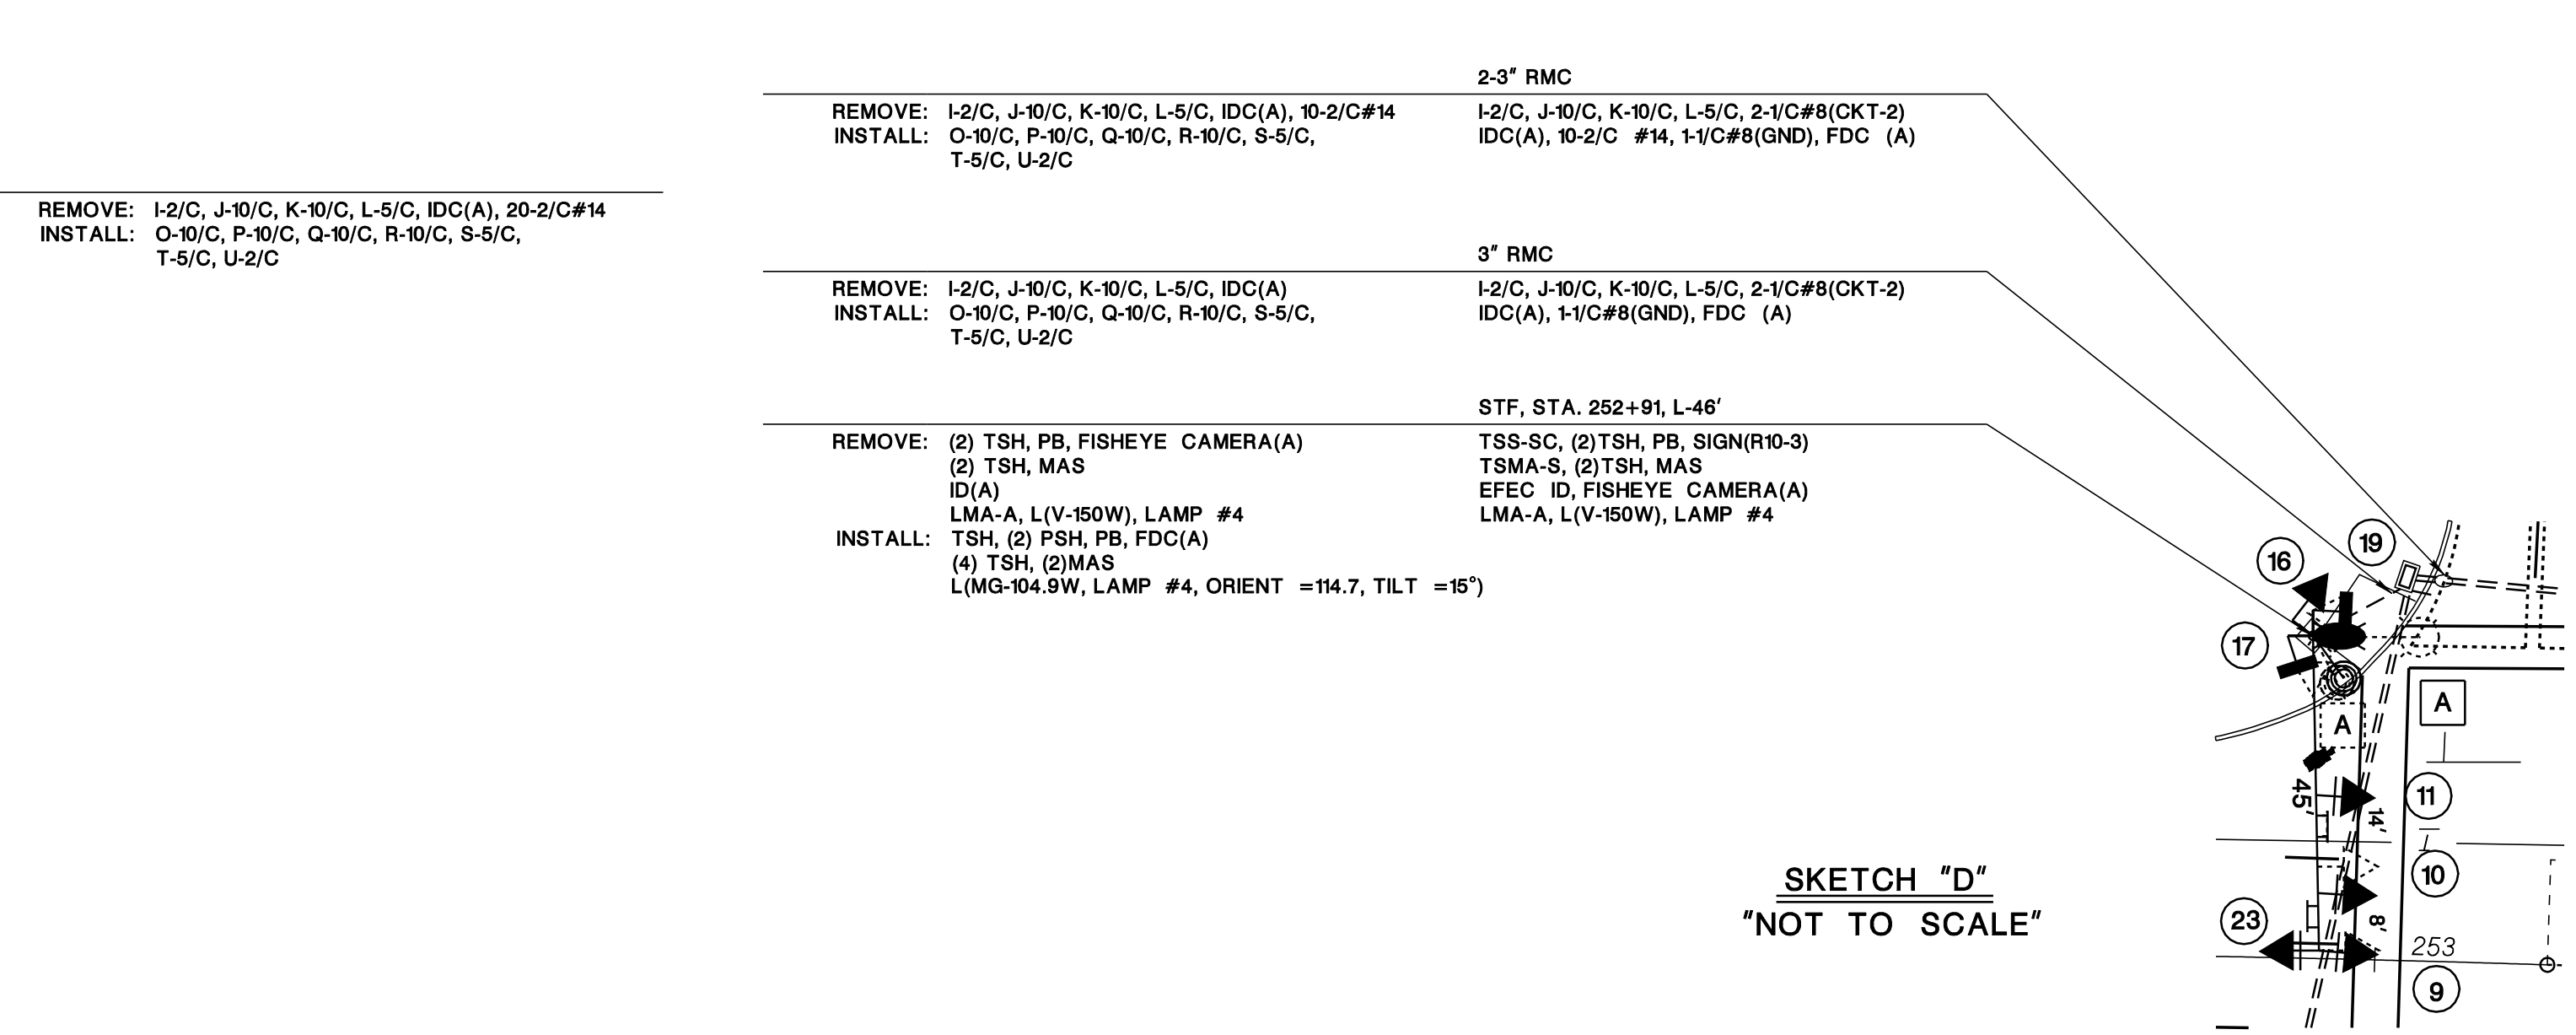 REMOVE: I-2/C, J-10/C, K-10/C, L-5/C, IDC(A), 20-2/C#14
INSTALL: O-10/C, P-10/C, Q-10/C, R-10/C, S-5/C,
T-5/C, U-2/C
2-3" RMC
REMOVE: I-2/C, J-10/C, K-10/C, L-5/C, IDC(A), 10-2/C#14
INSTALL: O-10/C, P-10/C, Q-10/C, R-10/C, S-5/C,
T-5/C, U-2/C
I-2/C, J-10/C, K-10/C, L-5/C, 2-1/C#8(CKT-2)
IDC(A), 10-2/C #14, 1-1/C#8(GND), FDC (A)
3" RMC
REMOVE: I-2/C, J-10/C, K-10/C, L-5/C, IDC(A)
INSTALL: O-10/C, P-10/C, Q-10/C, R-10/C, S-5/C,
T-5/C, U-2/C
I-2/C, J-10/C, K-10/C, L-5/C, 2-1/C#8(CKT-2)
IDC(A), 1-1/C#8(GND), FDC (A)
STF, STA. 252+91, L-46'
REMOVE: (2) TSH, PB, FISHEYE CAMERA(A)
(2) TSH, MAS
ID(A)
LMA-A, L(V-150W), LAMP #4
INSTALL: TSH, (2) PSH, PB, FDC(A)
(4) TSH, (2)MAS
L(MG-104.9W, LAMP #4, ORIENT =114.7, TILT =15°)
TSS-SC, (2)TSH, PB, SIGN(R10-3)
TSMA-S, (2)TSH, MAS
EFEC ID, FISHEYE CAMERA(A)
LMA-A, L(V-150W), LAMP #4
19
16
17
A
A
45'
11
14'
10
23
8'
253
9
SKETCH "D"
"NOT TO SCALE"